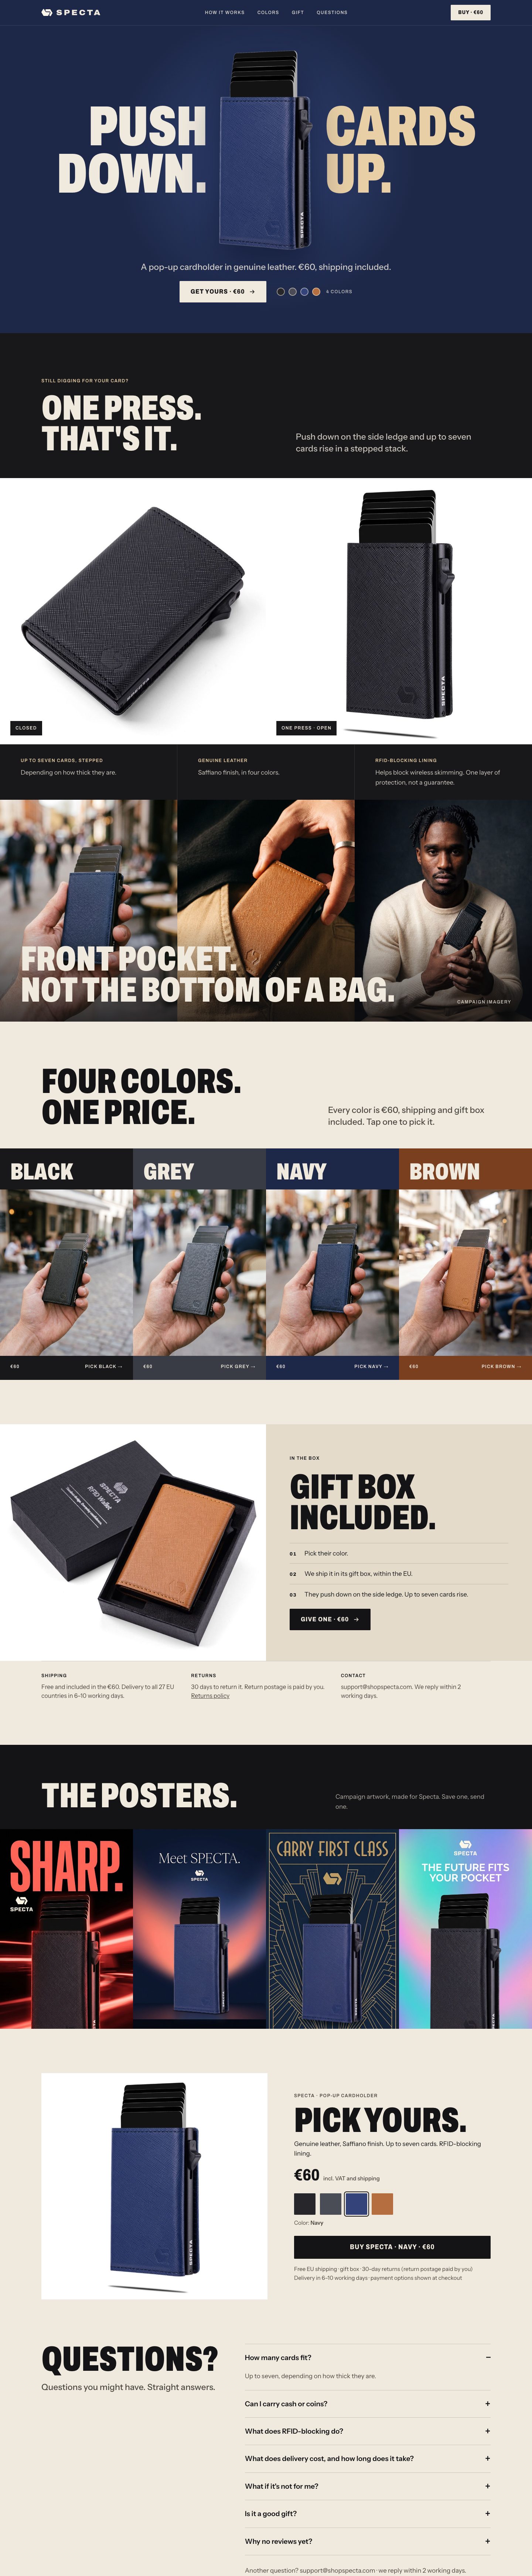 SPECTA
HOW IT WORKS
COLORS
GIFT
QUESTIONS
BUY · €60
PUSH
DOWN.
CARDS
UP.
SPECTA
A pop-up cardholder in genuine leather. €60, shipping included.
GET YOURS · €60 →
4 COLORS
STILL DIGGING FOR YOUR CARD?
ONE PRESS.
THAT'S IT.
Push down on the side ledge and up to seven
cards rise in a stepped stack.
SPECTA
SPECTA
CLOSED
ONE PRESS · OPEN
UP TO SEVEN CARDS, STEPPED
Depending on how thick they are.
GENUINE LEATHER
Saffiano finish, in four colors.
RFID-BLOCKING LINING
Helps block wireless skimming. One layer of
protection, not a guarantee.
FRONT POCKET.
NOT THE BOTTOM OF A BAG.
CAMPAIGN IMAGERY
FOUR COLORS.
ONE PRICE.
Every color is €60, shipping and gift box
included. Tap one to pick it.
BLACK
GREY
NAVY
BROWN
€60
PICK BLACK →
€60
PICK GREY →
€60
PICK NAVY →
€60
PICK BROWN →
SPECTA
IN THE BOX
GIFT BOX
INCLUDED.
01 Pick their color.
02 We ship it in its gift box, within the EU.
03 They push down on the side ledge. Up to seven cards rise.
GIVE ONE · €60 →
SHIPPING
Free and included in the €60. Delivery to all 27 EU
countries in 6-10 working days.
RETURNS
30 days to return it. Return postage is paid by you.
Returns policy
CONTACT
support@shopspecta.com. We reply within 2
working days.
THE POSTERS.
Campaign artwork, made for Specta. Save one, send
one.
SHARP.
SPECTA
Meet SPECTA.
SPECTA
CARRY FIRST CLASS
SPECTA
THE FUTURE FITS
YOUR POCKET
SPECTA
SPECTA · POP-UP CARDHOLDER
PICK YOURS.
Genuine leather, Saffiano finish. Up to seven cards. RFID-blocking
lining.
€60 incl. VAT and shipping
Color: Navy
BUY SPECTA · NAVY · €60
Free EU shipping · gift box · 30-day returns (return postage paid by you)
Delivery in 6-10 working days · payment options shown at checkout
QUESTIONS?
Questions you might have. Straight answers.
How many cards fit? −
Up to seven, depending on how thick they are.
Can I carry cash or coins? +
What does RFID-blocking do? +
What does delivery cost, and how long does it take? +
What if it's not for me? +
Is it a good gift? +
Why no reviews yet? +
Another question? support@shopspecta.com · we reply within 2 working days.